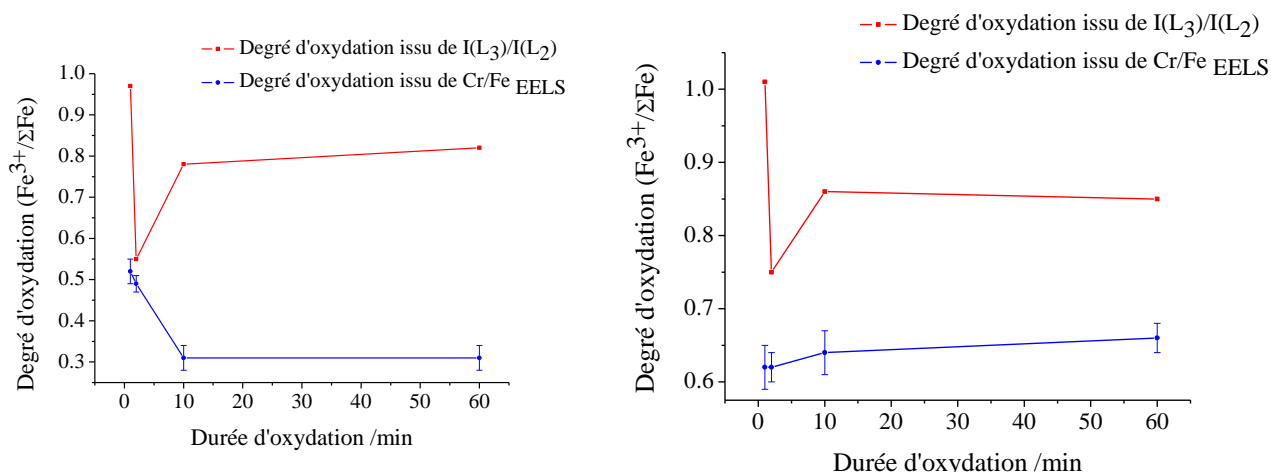 Degré d'oxydation issu de I(L3)/I(L2)
Degré d'oxydation issu de Cr/Fe EELS
1.0
0.9
0.8
0.7
0.6
0.5
0.4
0.3
Degré d'oxydation (Fe3+/ΣFe)
0 10 20 30 40 50 60
Durée d'oxydation /min
Degré d'oxydation issu de I(L3)/I(L2)
Degré d'oxydation issu de Cr/Fe EELS
1.0
0.9
0.8
0.7
0.6
Degré d'oxydation (Fe3+/ΣFe)
0 10 20 30 40 50 60
Durée d'oxydation /min